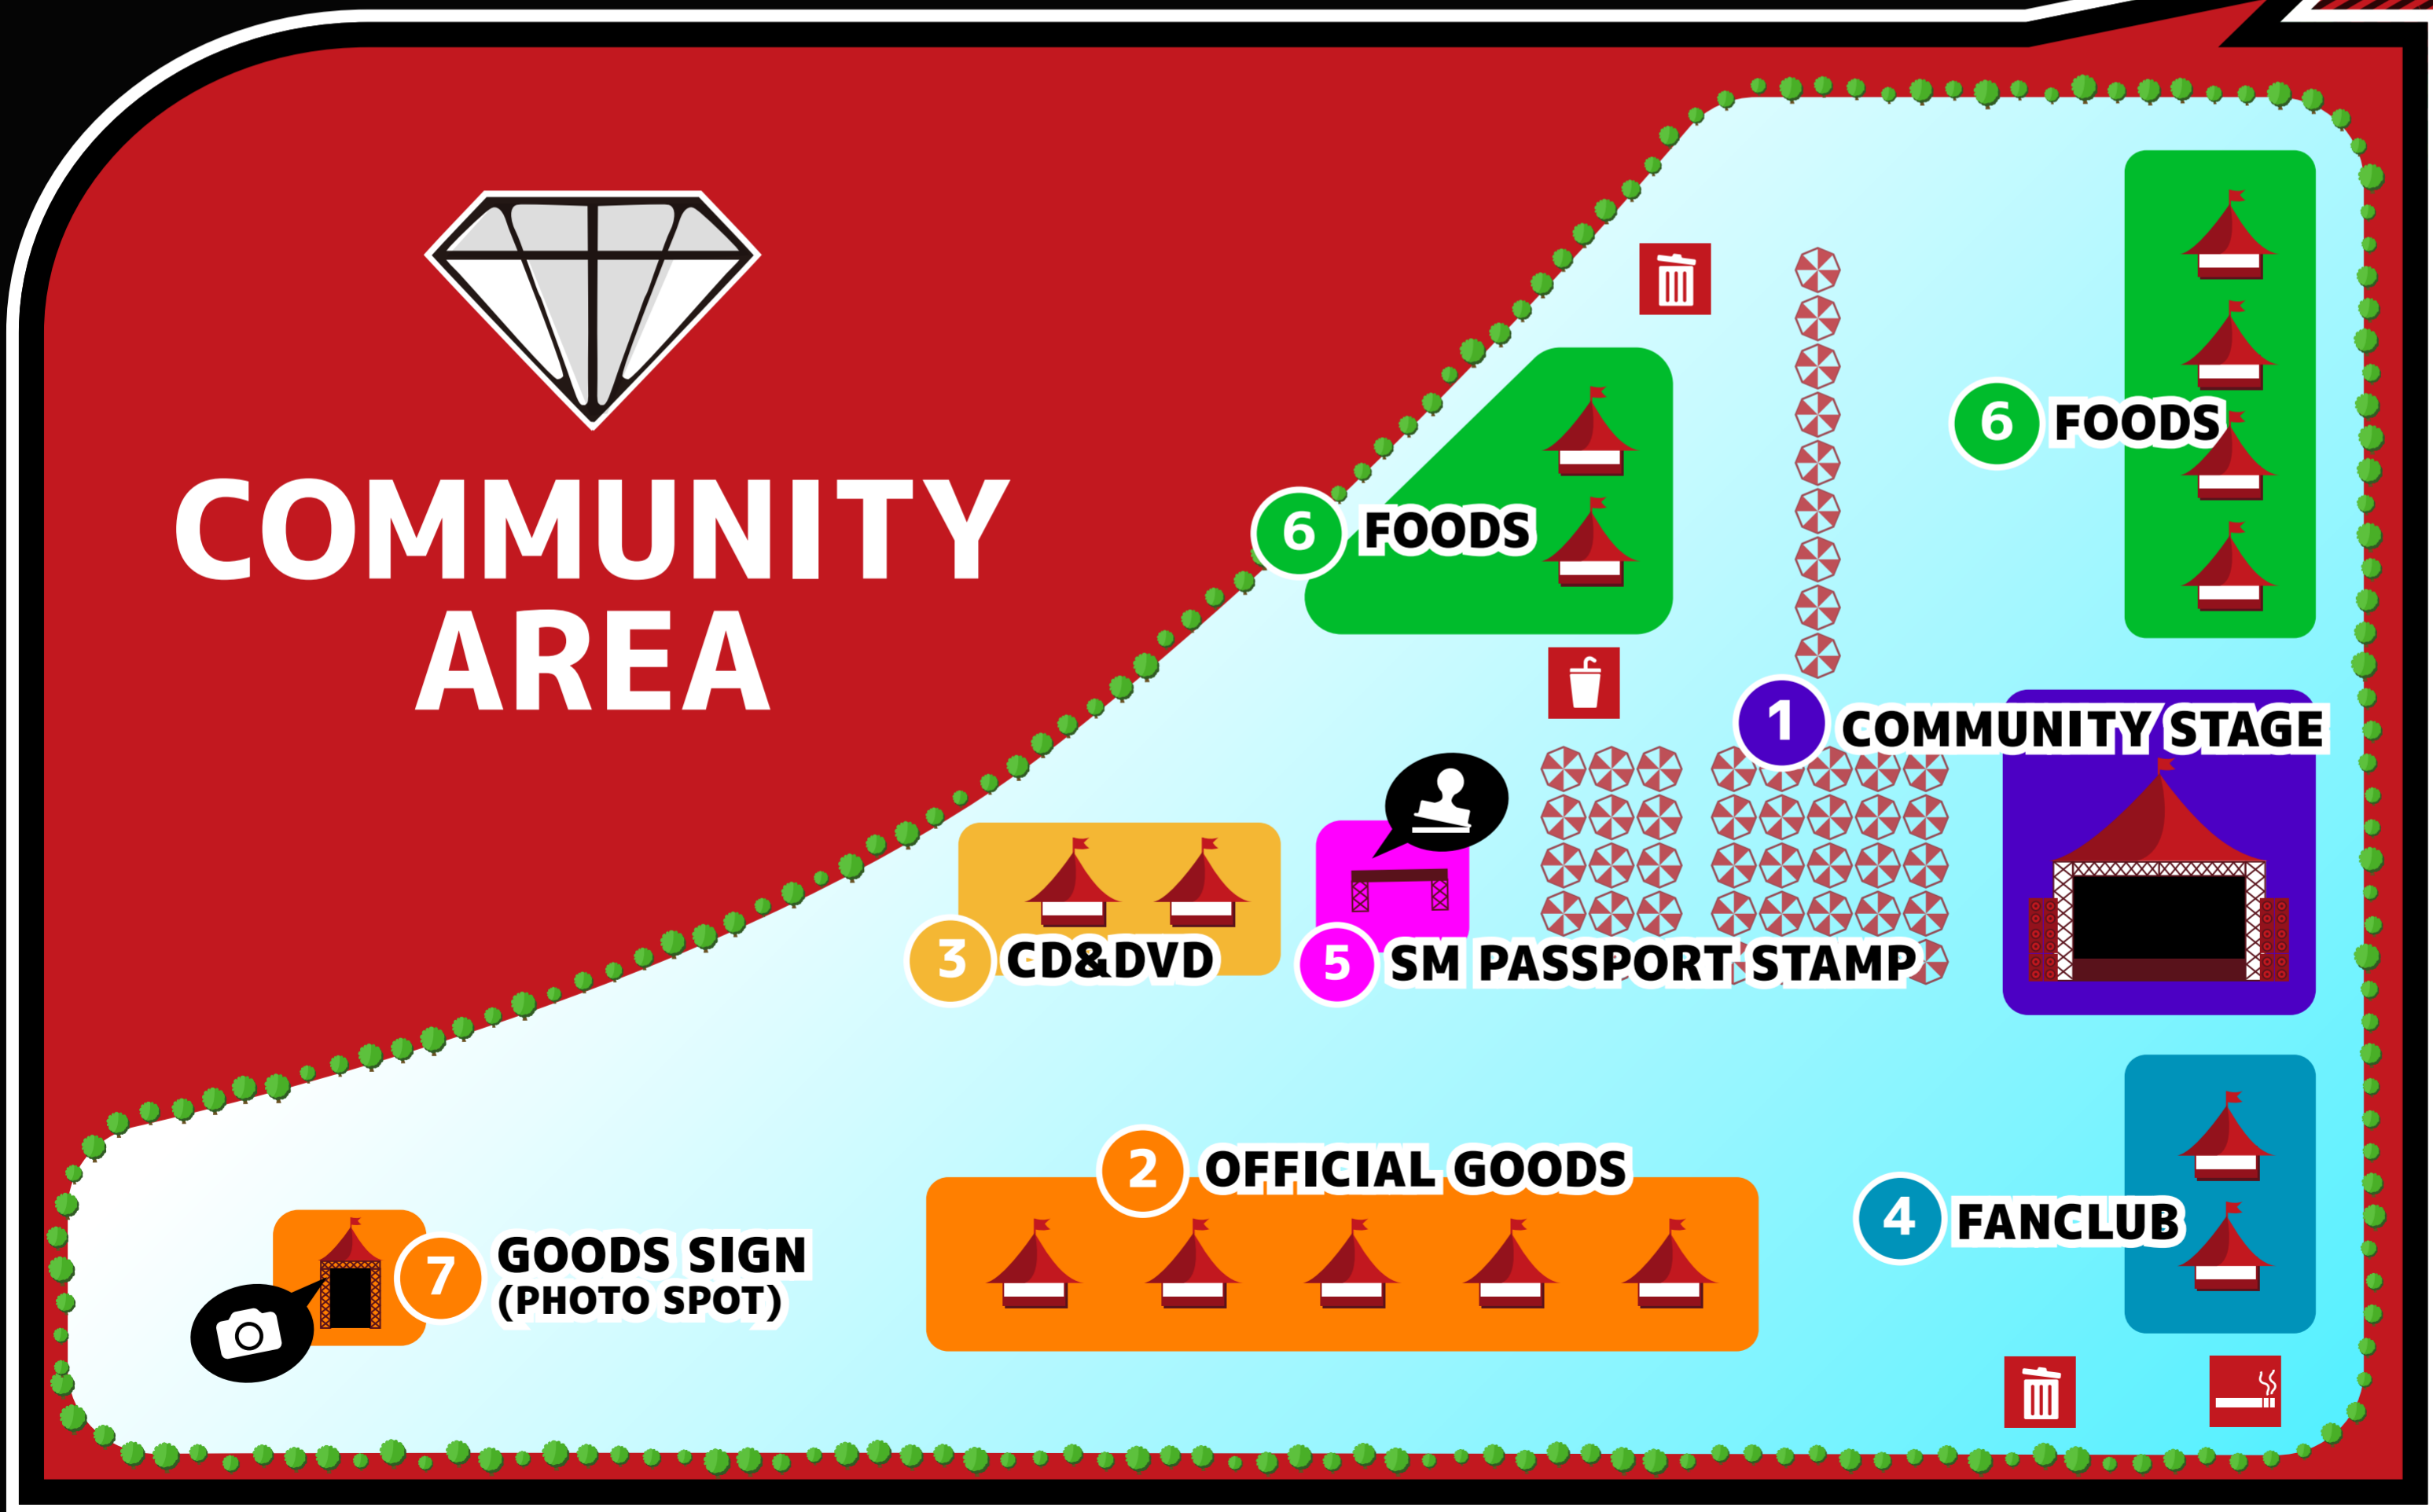 COMMUNITY
AREA
6 FOODS
6 FOODS
1 COMMUNITY STAGE
3 CD&DVD
5 SM PASSPORT STAMP
2 OFFICIAL GOODS
4 FANCLUB
7 GOODS SIGN
(PHOTO SPOT)